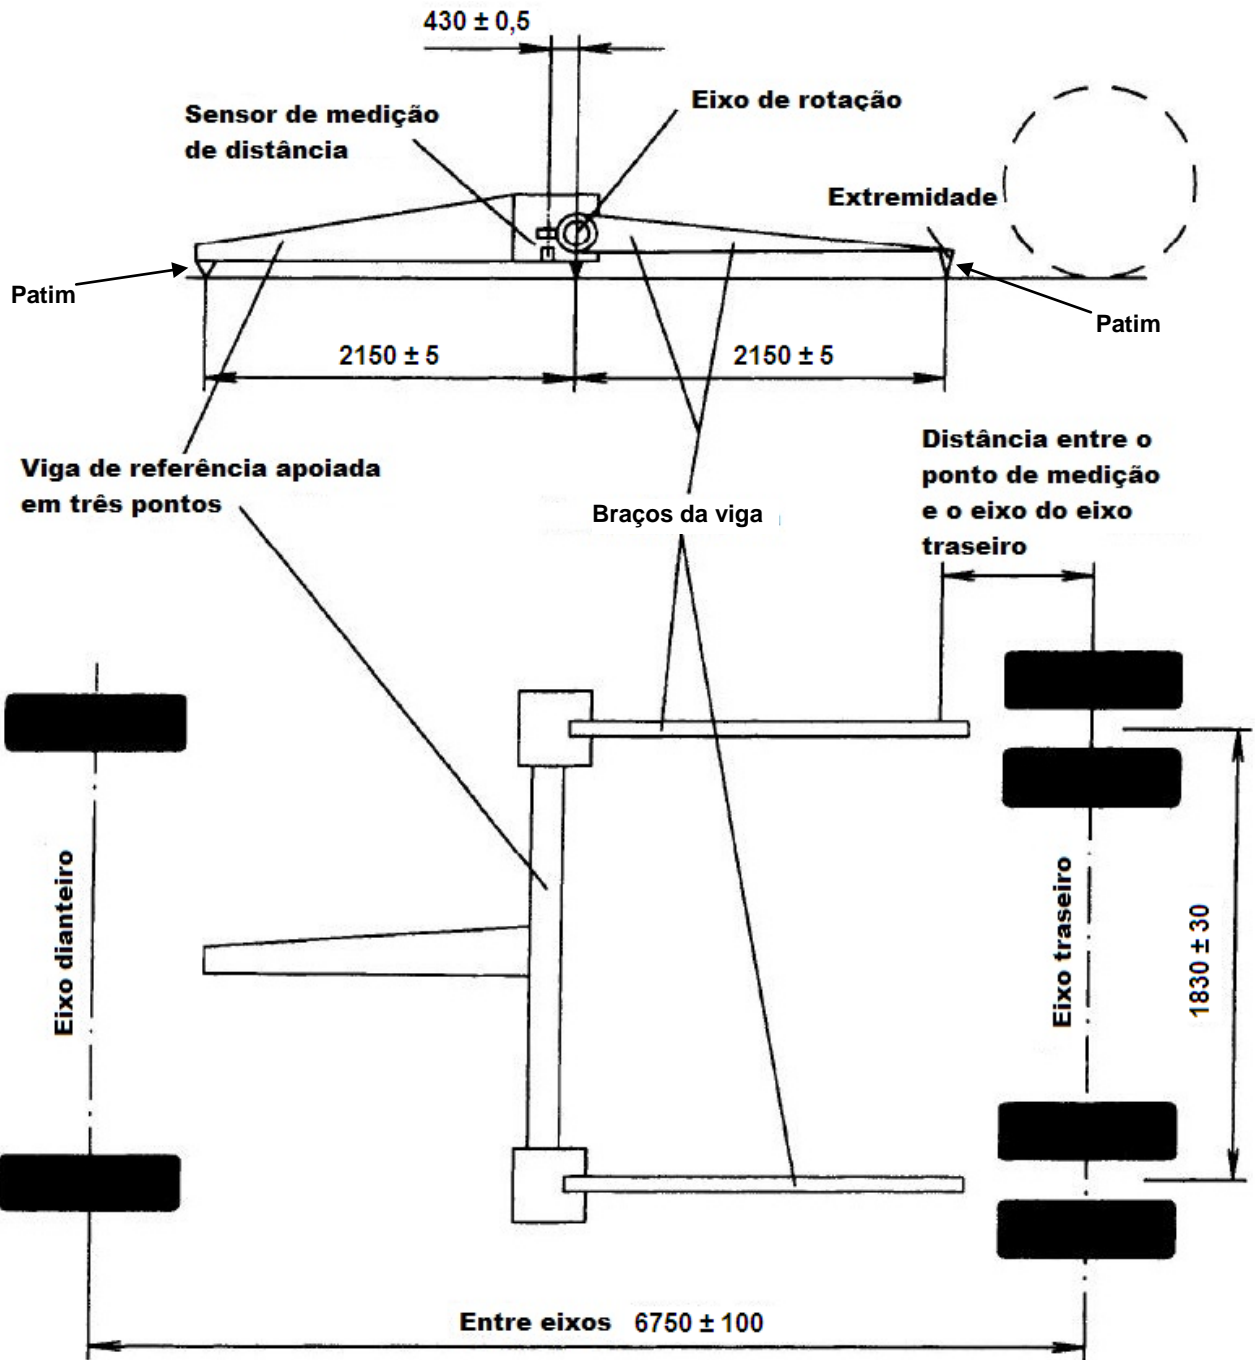 430 ± 0,5
Sensor de medição
de distância
Eixo de rotação
Extremidade
Patim
Patim
2150 ± 5
2150 ± 5
Viga de referência apoiada
em três pontos
Braços da viga
Distância entre o
ponto de medição
e o eixo do eixo
traseiro
Eixo dianteiro
Eixo traseiro
1830 ± 30
Entre eixos 6750 ± 100